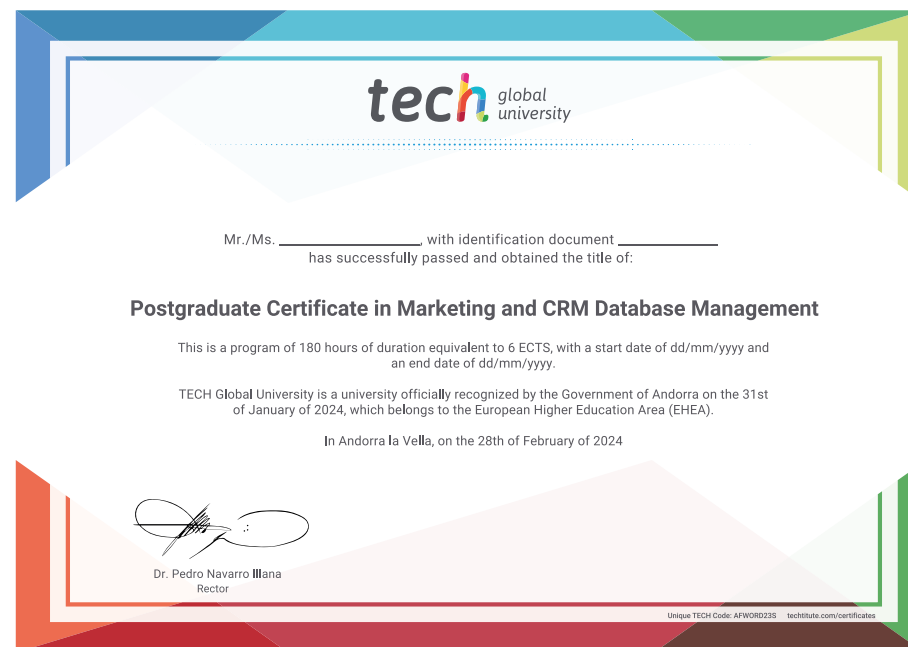 tech global
university
Mr./Ms. ____________________, with identification document ______________
has successfully passed and obtained the title of:
Postgraduate Certificate in Marketing and CRM Database Management
This is a program of 180 hours of duration equivalent to 6 ECTS, with a start date of dd/mm/yyyy and
an end date of dd/mm/yyyy.
TECH Global University is a university officially recognized by the Government of Andorra on the 31st
of January of 2024, which belongs to the European Higher Education Area (EHEA).
In Andorra la Vella, on the 28th of February of 2024
Dr. Pedro Navarro Illana
Rector
Unique TECH Code: AFWORD23S techtitute.com/certificates